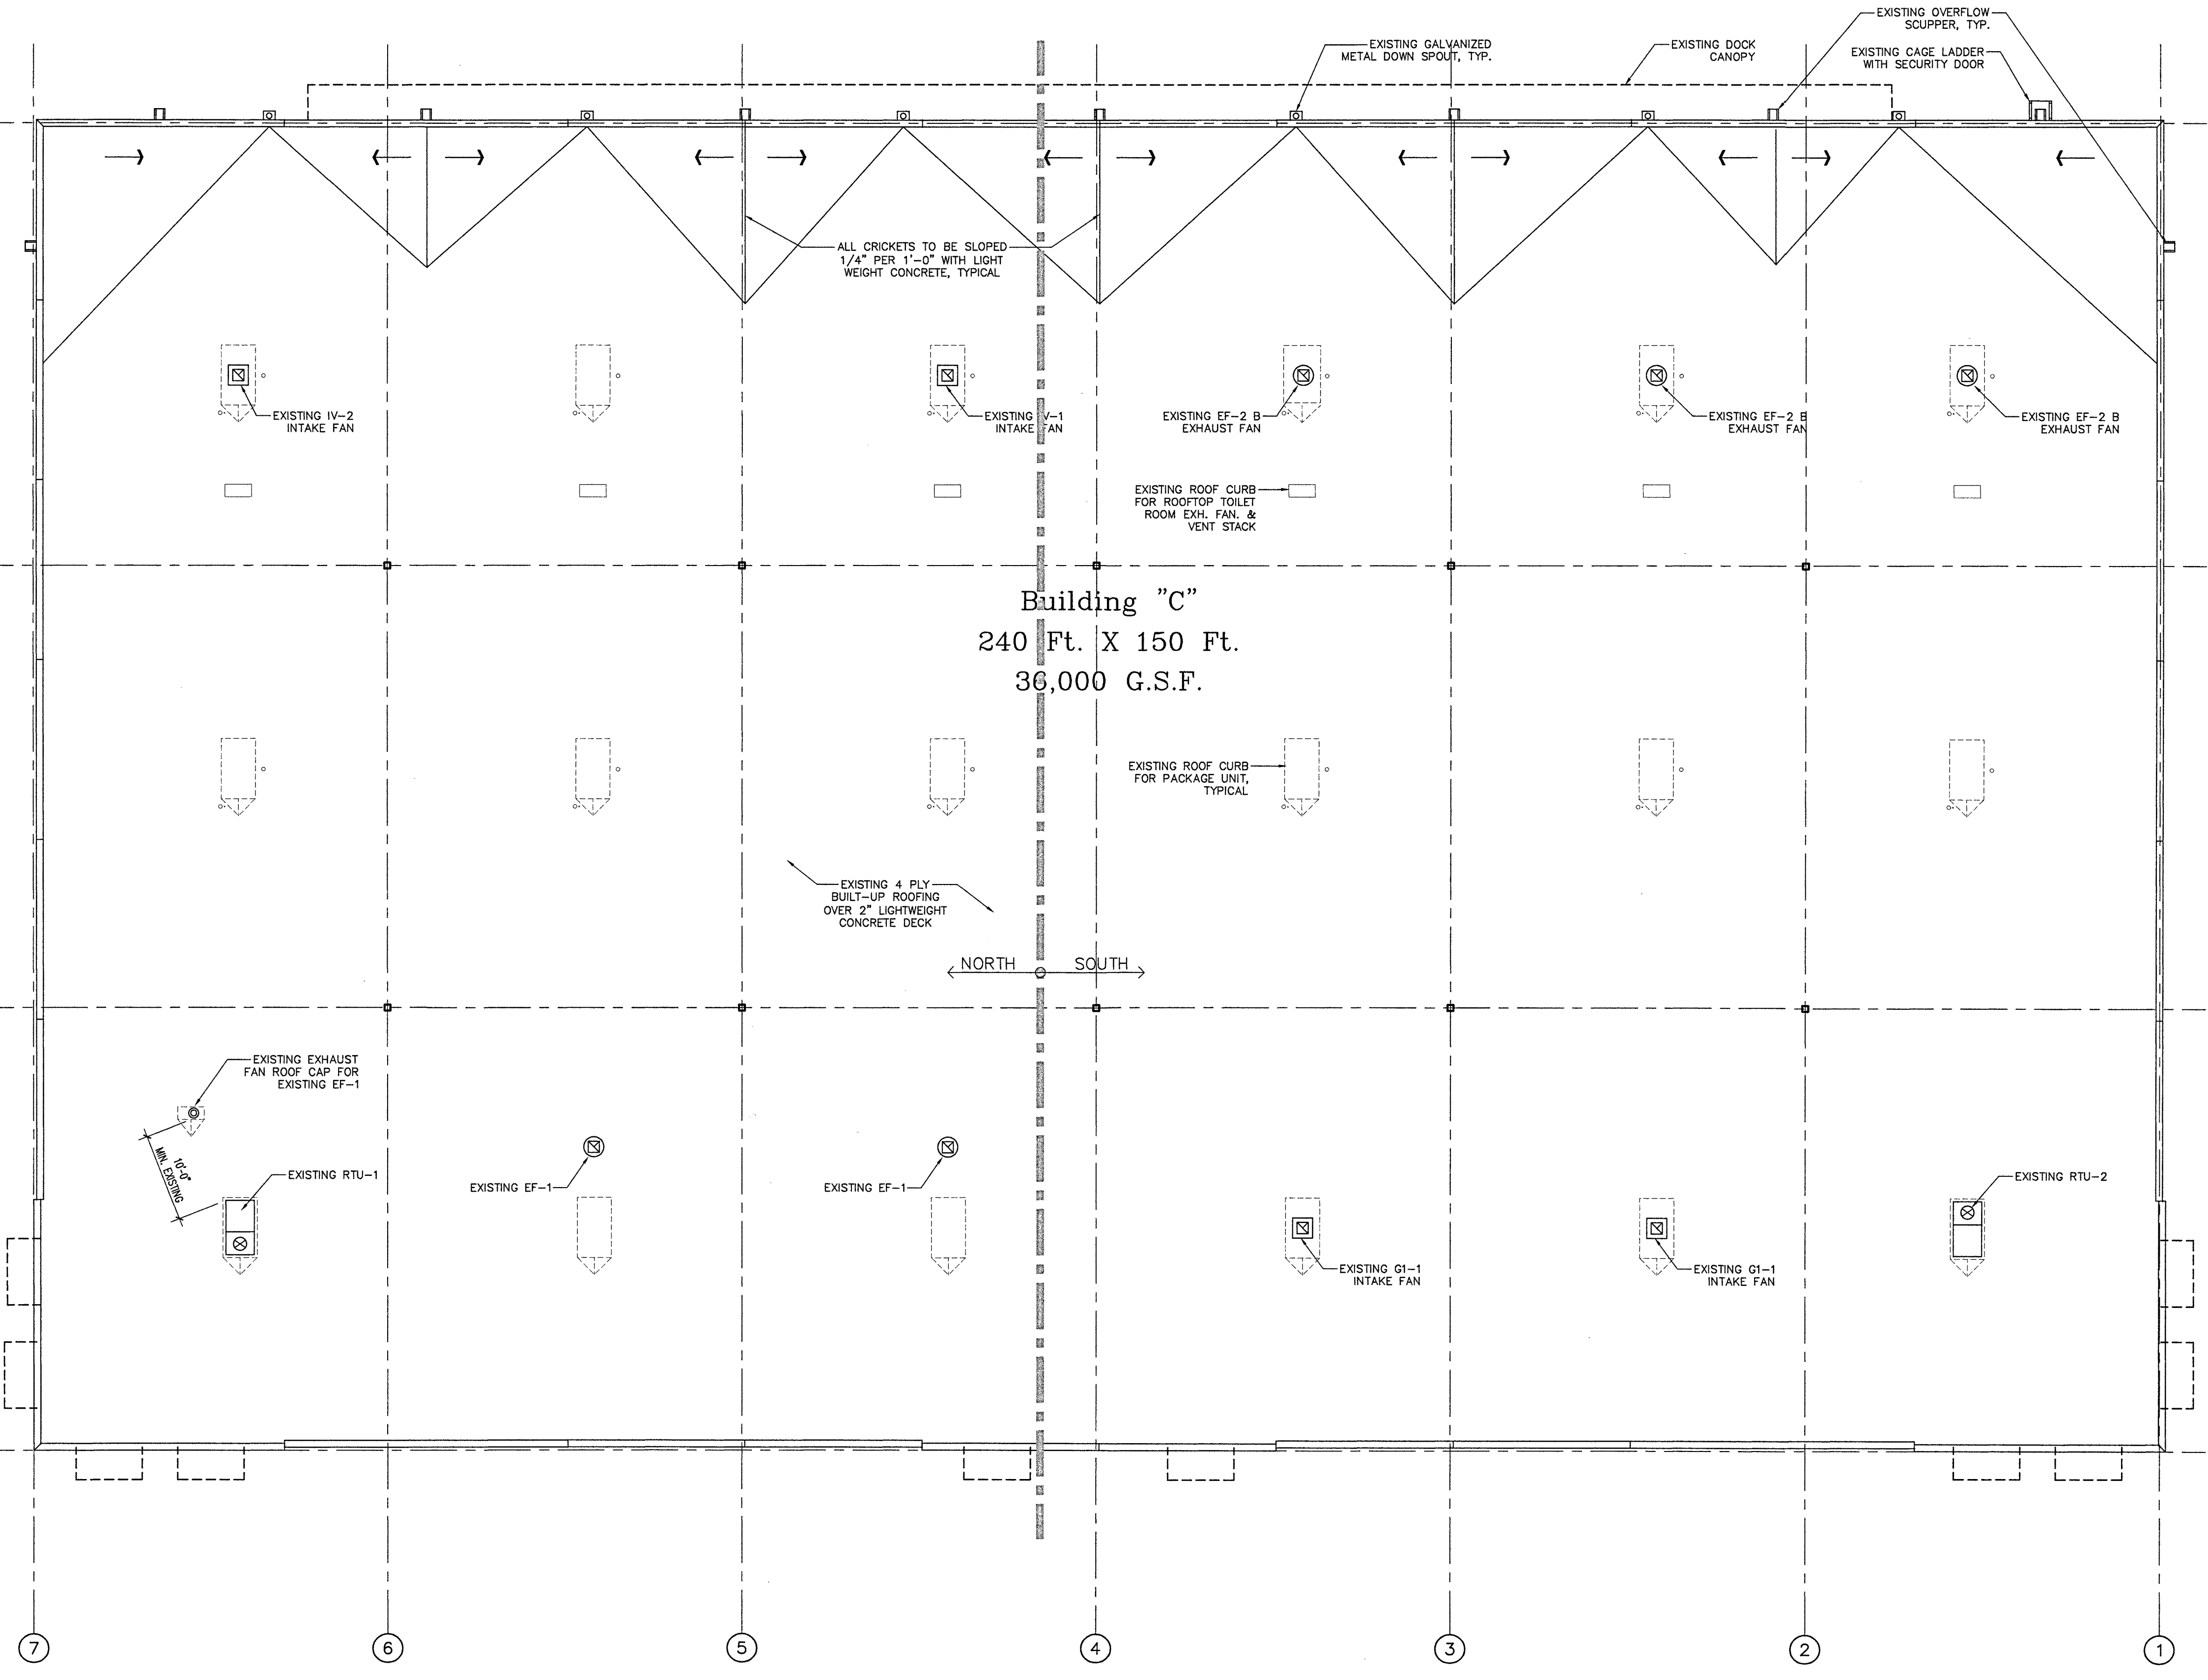 EXISTING OVERFLOW
SCUPPER, TYP.
EXISTING GALVANIZED
METAL DOWN SPOUT, TYP.
EXISTING DOCK
CANOPY
EXISTING CAGE LADDER
WITH SECURITY DOOR
ALL CRICKETS TO BE SLOPED
1/4" PER 1'-0" WITH LIGHT
WEIGHT CONCRETE, TYPICAL
EXISTING IV-2
INTAKE FAN
EXISTING IV-1
INTAKE FAN
EXISTING EF-2 B
EXHAUST FAN
EXISTING EF-2 B
EXHAUST FAN
EXISTING EF-2 B
EXHAUST FAN
EXISTING ROOF CURB
FOR ROOFTOP TOILET
ROOM EXH. FAN. &
VENT STACK
Building "C"
240 Ft. X 150 Ft.
36,000 G.S.F.
EXISTING ROOF CURB
FOR PACKAGE UNIT,
TYPICAL
EXISTING 4 PLY
BUILT-UP ROOFING
OVER 2" LIGHTWEIGHT
CONCRETE DECK
NORTH
SOUTH
EXISTING EXHAUST
FAN ROOF CAP FOR
EXISTING EF-1
10'-0"
MIN. EXISTING
EXISTING RTU-1
EXISTING EF-1
EXISTING EF-1
EXISTING RTU-2
EXISTING G1-1
INTAKE FAN
EXISTING G1-1
INTAKE FAN
7
6
5
4
3
2
1